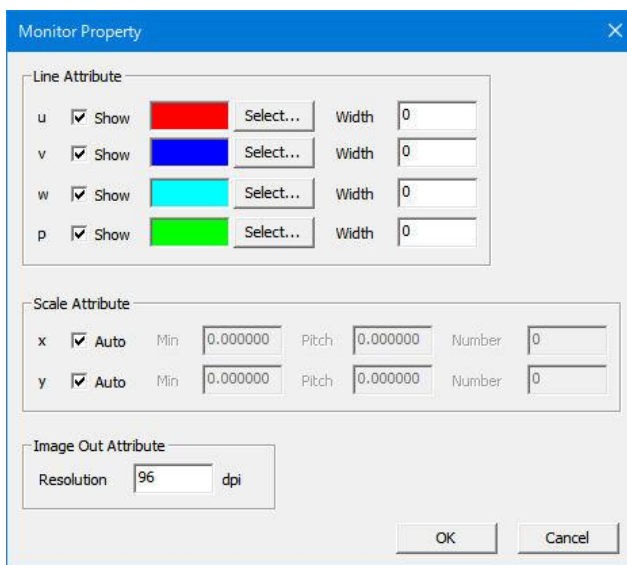 Monitor Property
Line Attribute
u Show Select... Width 0
v Show Select... Width 0
w Show Select... Width 0
p Show Select... Width 0
Scale Attribute
x Auto Min 0.000000 Pitch 0.000000 Number 0
y Auto Min 0.000000 Pitch 0.000000 Number 0
Image Out Attribute
Resolution 96 dpi
OK Cancel